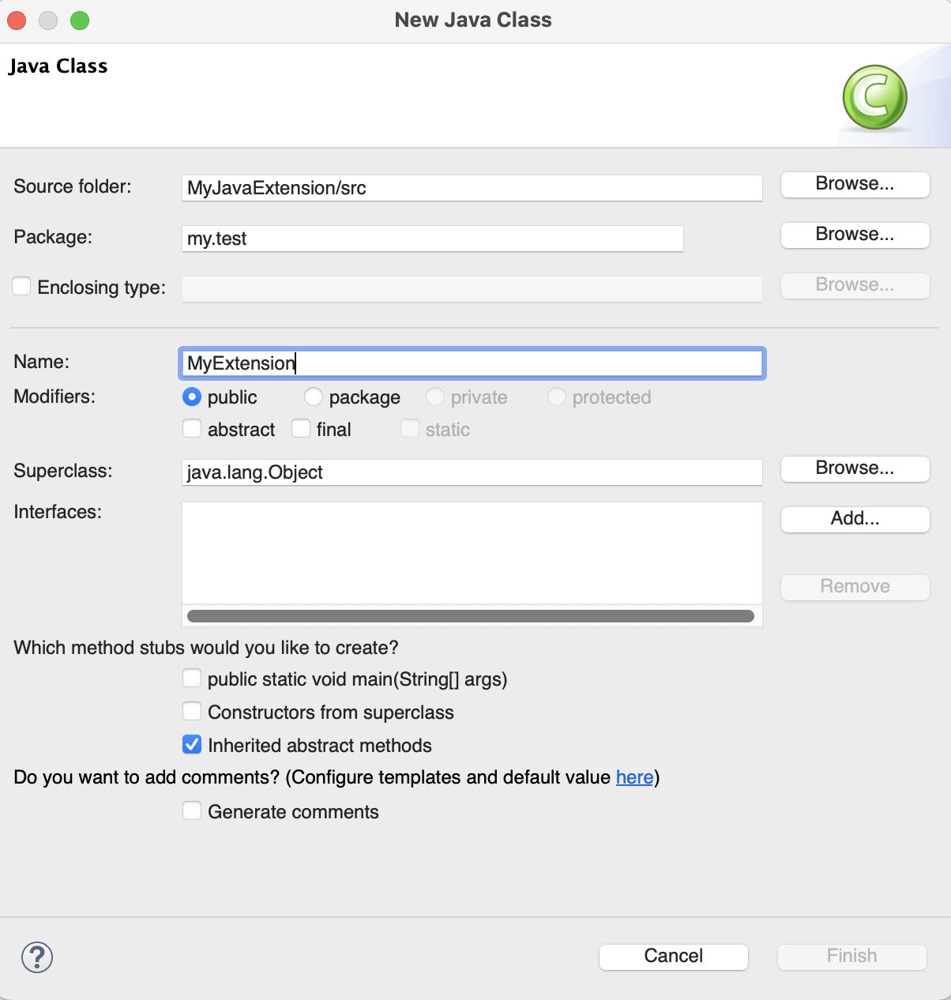 New Java Class
Java Class
C
Source folder: MyJavaExtension/src Browse...
Package: my.test Browse...
Enclosing type: Browse...
Name: MyExtension
Modifiers: public package private protected
abstract final static
Superclass: java.lang.Object Browse...
Interfaces: Add...
Remove
Which method stubs would you like to create?
public static void main(String[] args)
Constructors from superclass
Inherited abstract methods
Do you want to add comments? (Configure templates and default value here)
Generate comments
? Cancel Finish